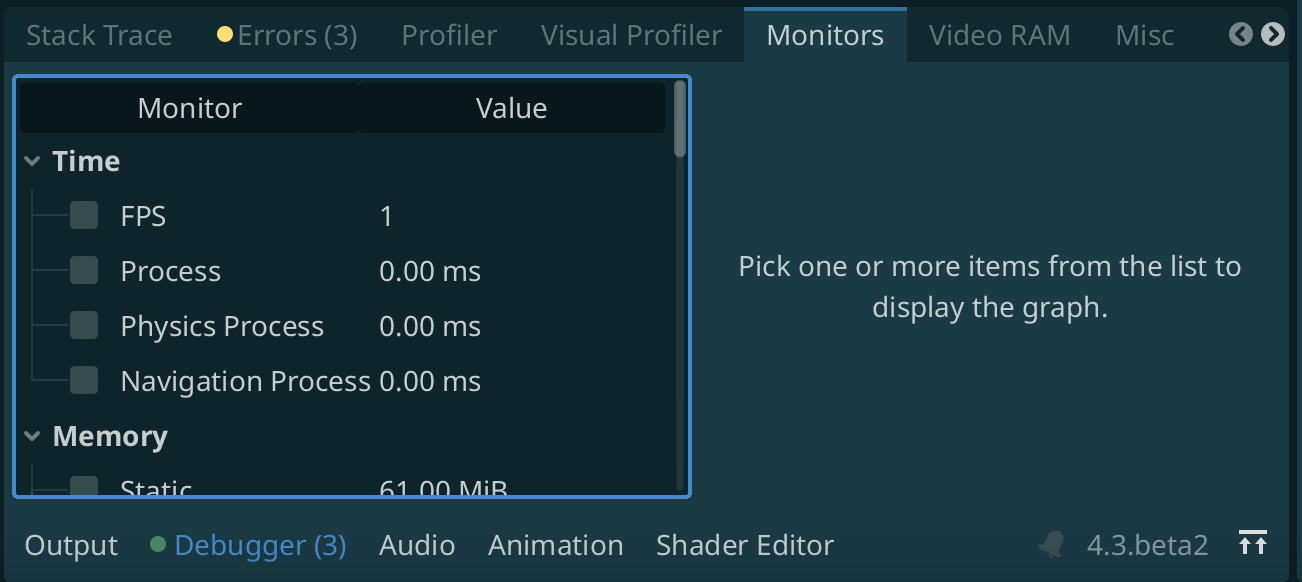 Stack Trace Errors (3) Profiler Visual Profiler Monitors Video RAM Misc
Monitor Value
Time
FPS 1
Process 0.00 ms
Physics Process 0.00 ms
Navigation Process 0.00 ms
Memory
Static 61.00 MiB
Pick one or more items from the list to
display the graph.
Output Debugger (3) Audio Animation Shader Editor 4.3.beta2